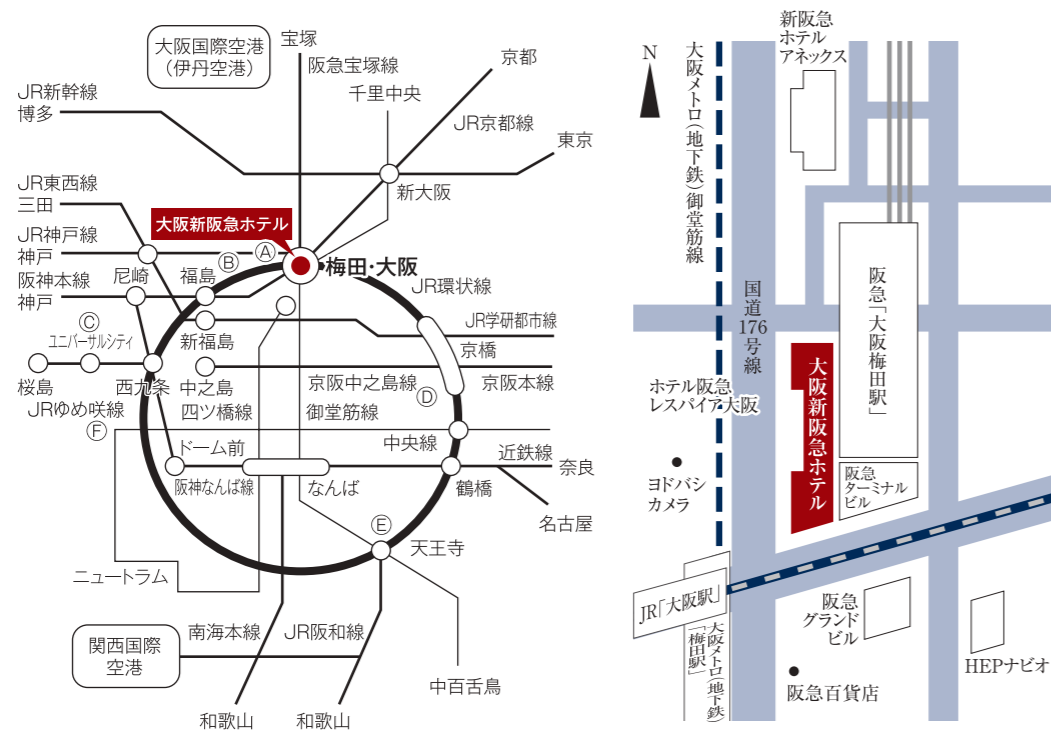 大阪国際空港
（伊丹空港）
宝塚
阪急宝塚線
千里中央
京都
JR京都線
東京
JR新幹線
博多
新大阪
JR東西線
三田
大阪新阪急ホテル
JR神戸線
神戸
Ⓐ
Ⓑ
梅田・大阪
阪神本線
神戸
尼崎
福島
JR環状線
Ⓒ
ユニバーサルシティ
新福島
JR学研都市線
京橋
桜島
西九条
中之島
京阪中之島線
京阪本線
Ⓓ
JRゆめ咲線
四ツ橋線
御堂筋線
Ⓕ
中央線
ドーム前
近鉄線
奈良
阪神なんば線
なんば
鶴橋
名古屋
Ⓔ
天王寺
ニュートラム
関西国際
空港
南海本線
JR阪和線
中百舌鳥
和歌山
和歌山
N
大阪メトロ（地下鉄）御堂筋線
新阪急
ホテル
アネックス
国道176号線
阪急「大阪梅田駅」
ホテル阪急
レスパイア大阪
大阪新阪急ホテル
ヨドバシ
カメラ
阪急
ターミナル
ビル
JR「大阪駅」
大阪メトロ（地下鉄）
「梅田駅」
阪急
グランド
ビル
HEPナビオ
阪急百貨店